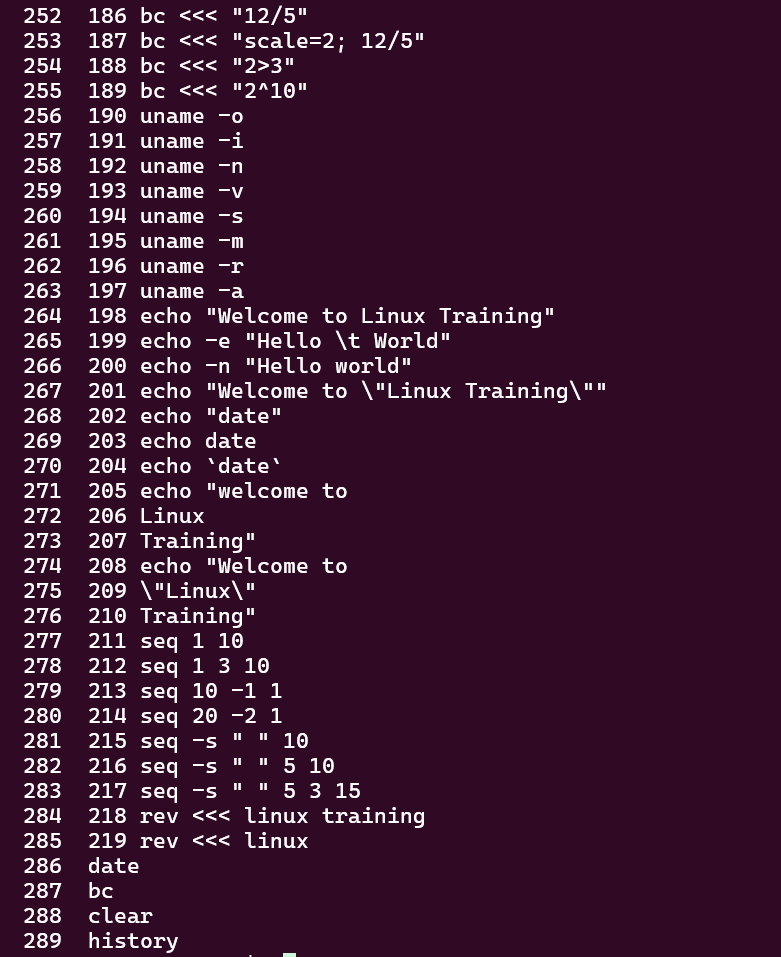 252  186 bc <<< "12/5"
253  187 bc <<< "scale=2; 12/5"
254  188 bc <<< "2>3"
255  189 bc <<< "2^10"
256  190 uname -o
257  191 uname -i
258  192 uname -n
259  193 uname -v
260  194 uname -s
261  195 uname -m
262  196 uname -r
263  197 uname -a
264  198 echo "Welcome to Linux Training"
265  199 echo -e "Hello \t World"
266  200 echo -n "Hello world"
267  201 echo "Welcome to \"Linux Training\""
268  202 echo "date"
269  203 echo date
270  204 echo `date`
271  205 echo "welcome to
272  206 Linux
273  207 Training"
274  208 echo "Welcome to
275  209 \"Linux\"
276  210 Training"
277  211 seq 1 10
278  212 seq 1 3 10
279  213 seq 10 -1 1
280  214 seq 20 -2 1
281  215 seq -s " " 10
282  216 seq -s " " 5 10
283  217 seq -s " " 5 3 15
284  218 rev <<< linux training
285  219 rev <<< linux
286  date
287  bc
288  clear
289  history